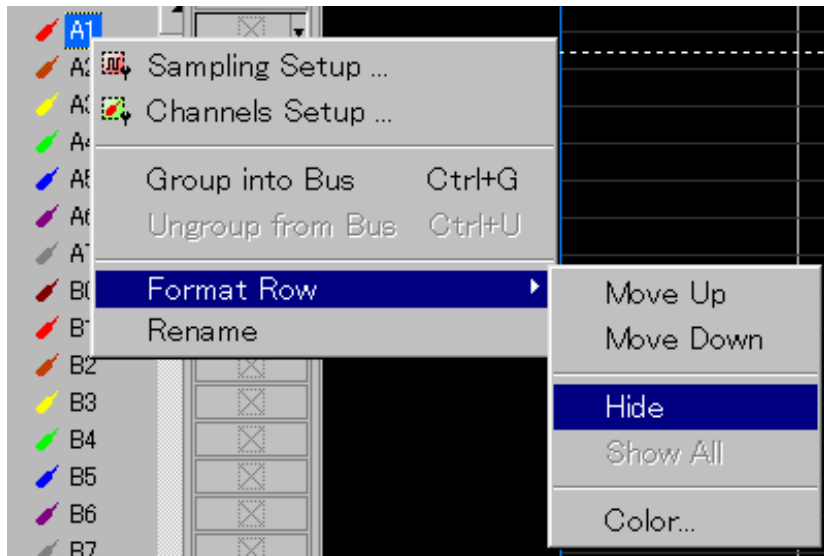 A1
Sampling Setup ...
Channels Setup ...
Group into Bus Ctrl+G
Ungroup from Bus Ctrl+U
Format Row
Rename
Move Up
Move Down
Hide
Show All
Color...
B2
B3
B4
B5
B6
B7